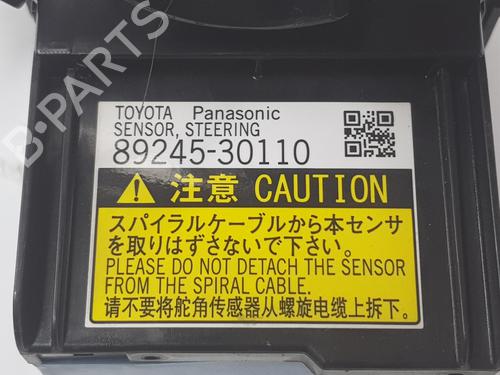 B-PARTS
TOYOTA Panasonic
SENSOR, STEERING
89245-30110
注意 CAUTION
スパイラルケーブルから本センサ
を取りはずさないで下さい。
PLEASE DO NOT DETACH THE SENSOR
FROM THE SPIRAL CABLE.
请不要将舵角传感器从螺旋电缆上拆下。